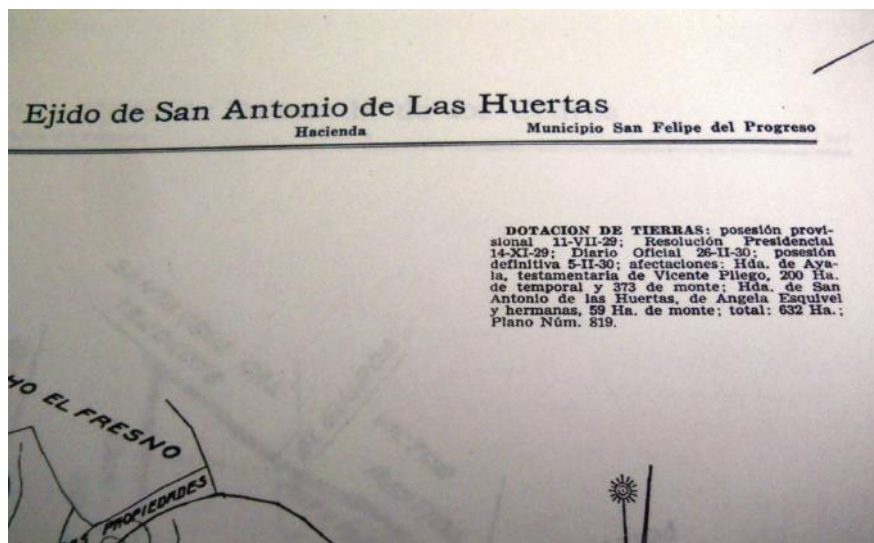 Ejido de San Antonio de Las Huertas
Hacienda Municipio San Felipe del Progreso
DOTACION DE TIERRAS: posesión provi-
sional 11-VII-29; Resolución Presidencial
14-XI-29; Diario Oficial 26-II-30; posesión
definitiva 5-II-30; afectaciones: Hda. de Aya-
la, testamentaria de Vicente Pliego, 200 Ha.
de temporal y 373 de monte; Hda. de San
Antonio de las Huertas, de Angela Esquivel
y hermanas, 59 Ha. de monte; total: 632 Ha.;
Plano Núm. 819.
HO EL FRESNO
PROPIEDADES